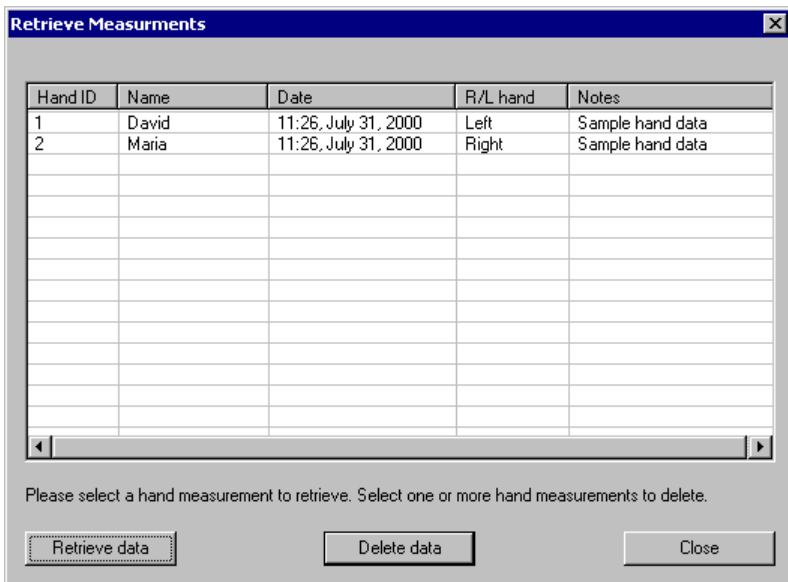 Retrieve Measurments
Hand ID Name Date R/L hand Notes
1 David 11:26, July 31, 2000 Left Sample hand data
2 Maria 11:26, July 31, 2000 Right Sample hand data
Please select a hand measurement to retrieve. Select one or more hand measurements to delete.
Retrieve data Delete data Close